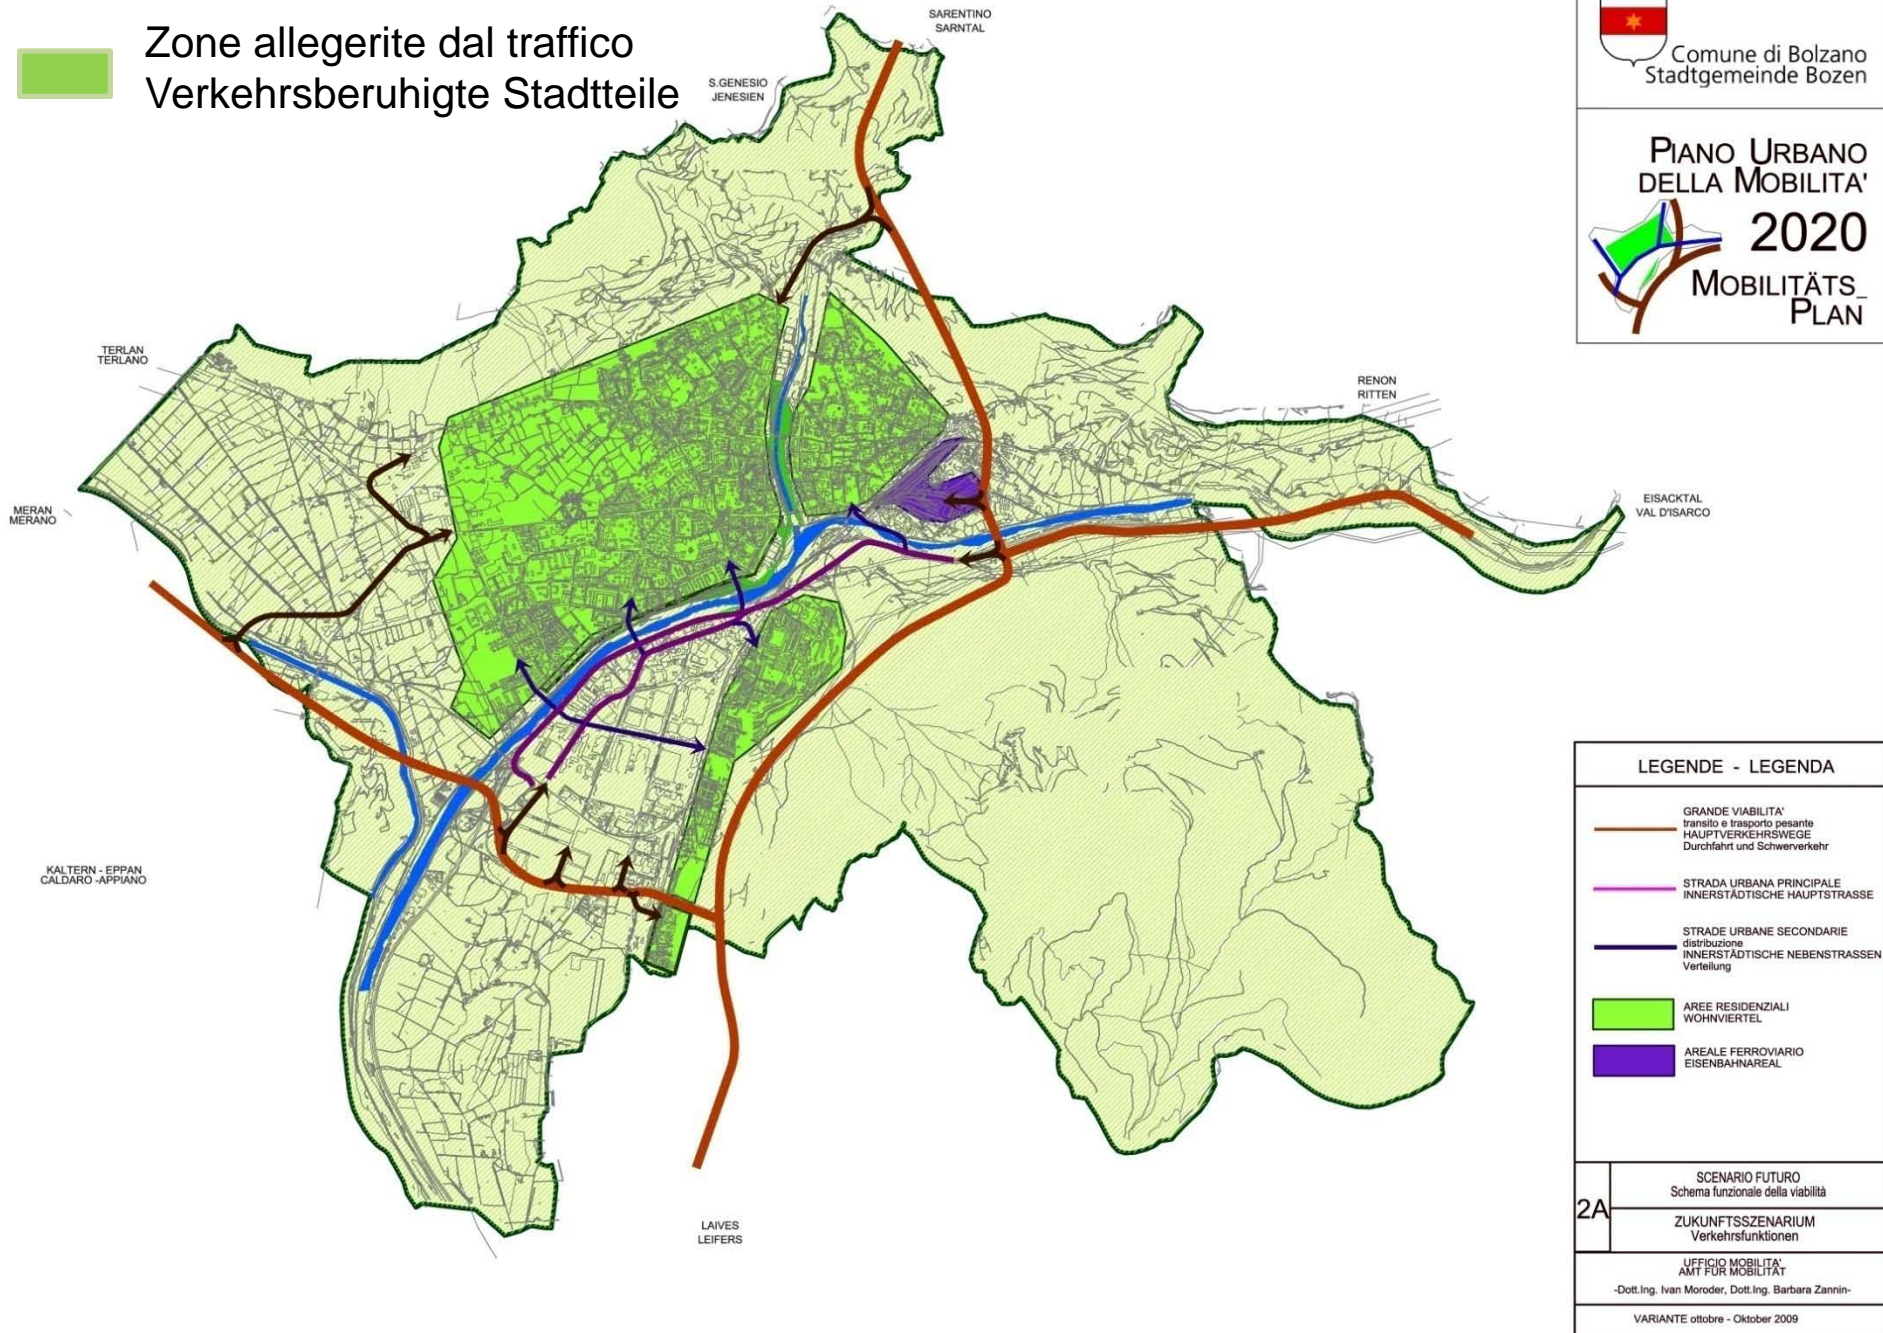 Zone allegerite dal traffico
Verkehrsberuhigte Stadtteile
SARENTINO
SARNTAL
S.GENESIO
JENESIEN
Comune di Bolzano
Stadtgemeinde Bozen
PIANO URBANO
DELLA MOBILITA'
2020
MOBILITÄTS_
PLAN
TERLAN
TERLANO
RENON
RITTEN
MERAN
MERANO
EISACKTAL
VAL D'ISARCO
KALTERN - EPPAN
CALDARO -APPIANO
LAIVES
LEIFERS
LEGENDE - LEGENDA
GRANDE VIABILITA'
transito e trasporto pesante
HAUPTVERKEHRSWEGE
Durchfahrt und Schwerverkehr
STRADA URBANA PRINCIPALE
INNERSTÄDTISCHE HAUPTSTRASSE
STRADE URBANE SECONDARIE
distribuzione
INNERSTÄDTISCHE NEBENSTRASSEN
Verteilung
AREE RESIDENZIALI
WOHNVIERTEL
AREALE FERROVIARIO
EISENBAHNAREAL
2A
SCENARIO FUTURO
Schema funzionale della viabilità
ZUKUNFTSSZENARIUM
Verkehrsfunktionen
UFFICIO MOBILITA'
AMT FÜR MOBILITÄT
-Dott.Ing. Ivan Moroder, Dott.Ing. Barbara Zannin-
VARIANTE ottobre - Oktober 2009